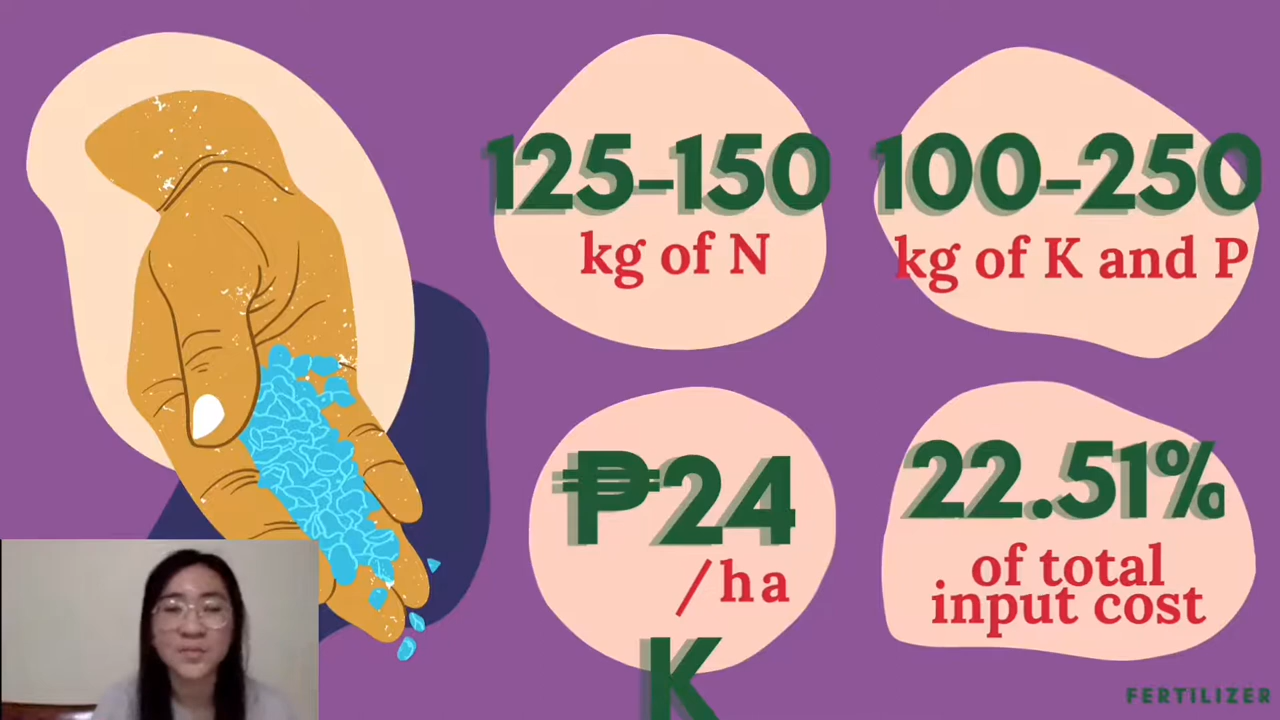 125-150
kg of N
100-250
kg of K and P
₱24
/ha
K
22.51%
of total
input cost
FERTILIZER